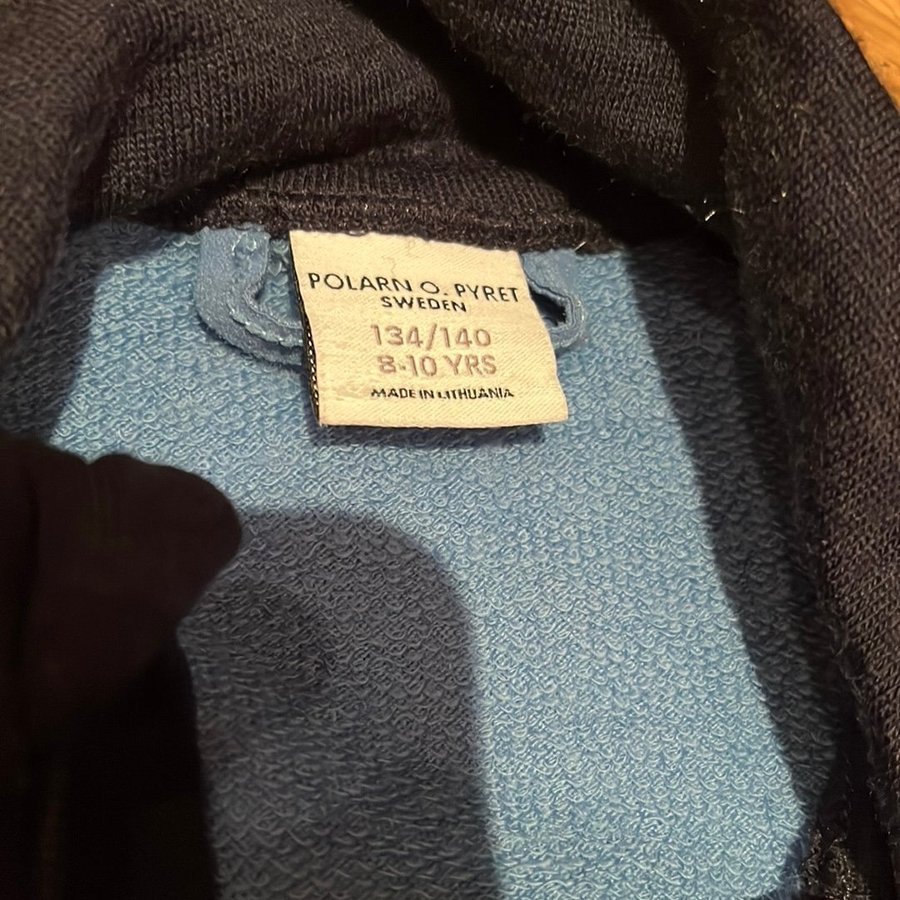 POLARN O. PYRET
SWEDEN
134/140
8-10 YRS
MADE IN LITHUANIA